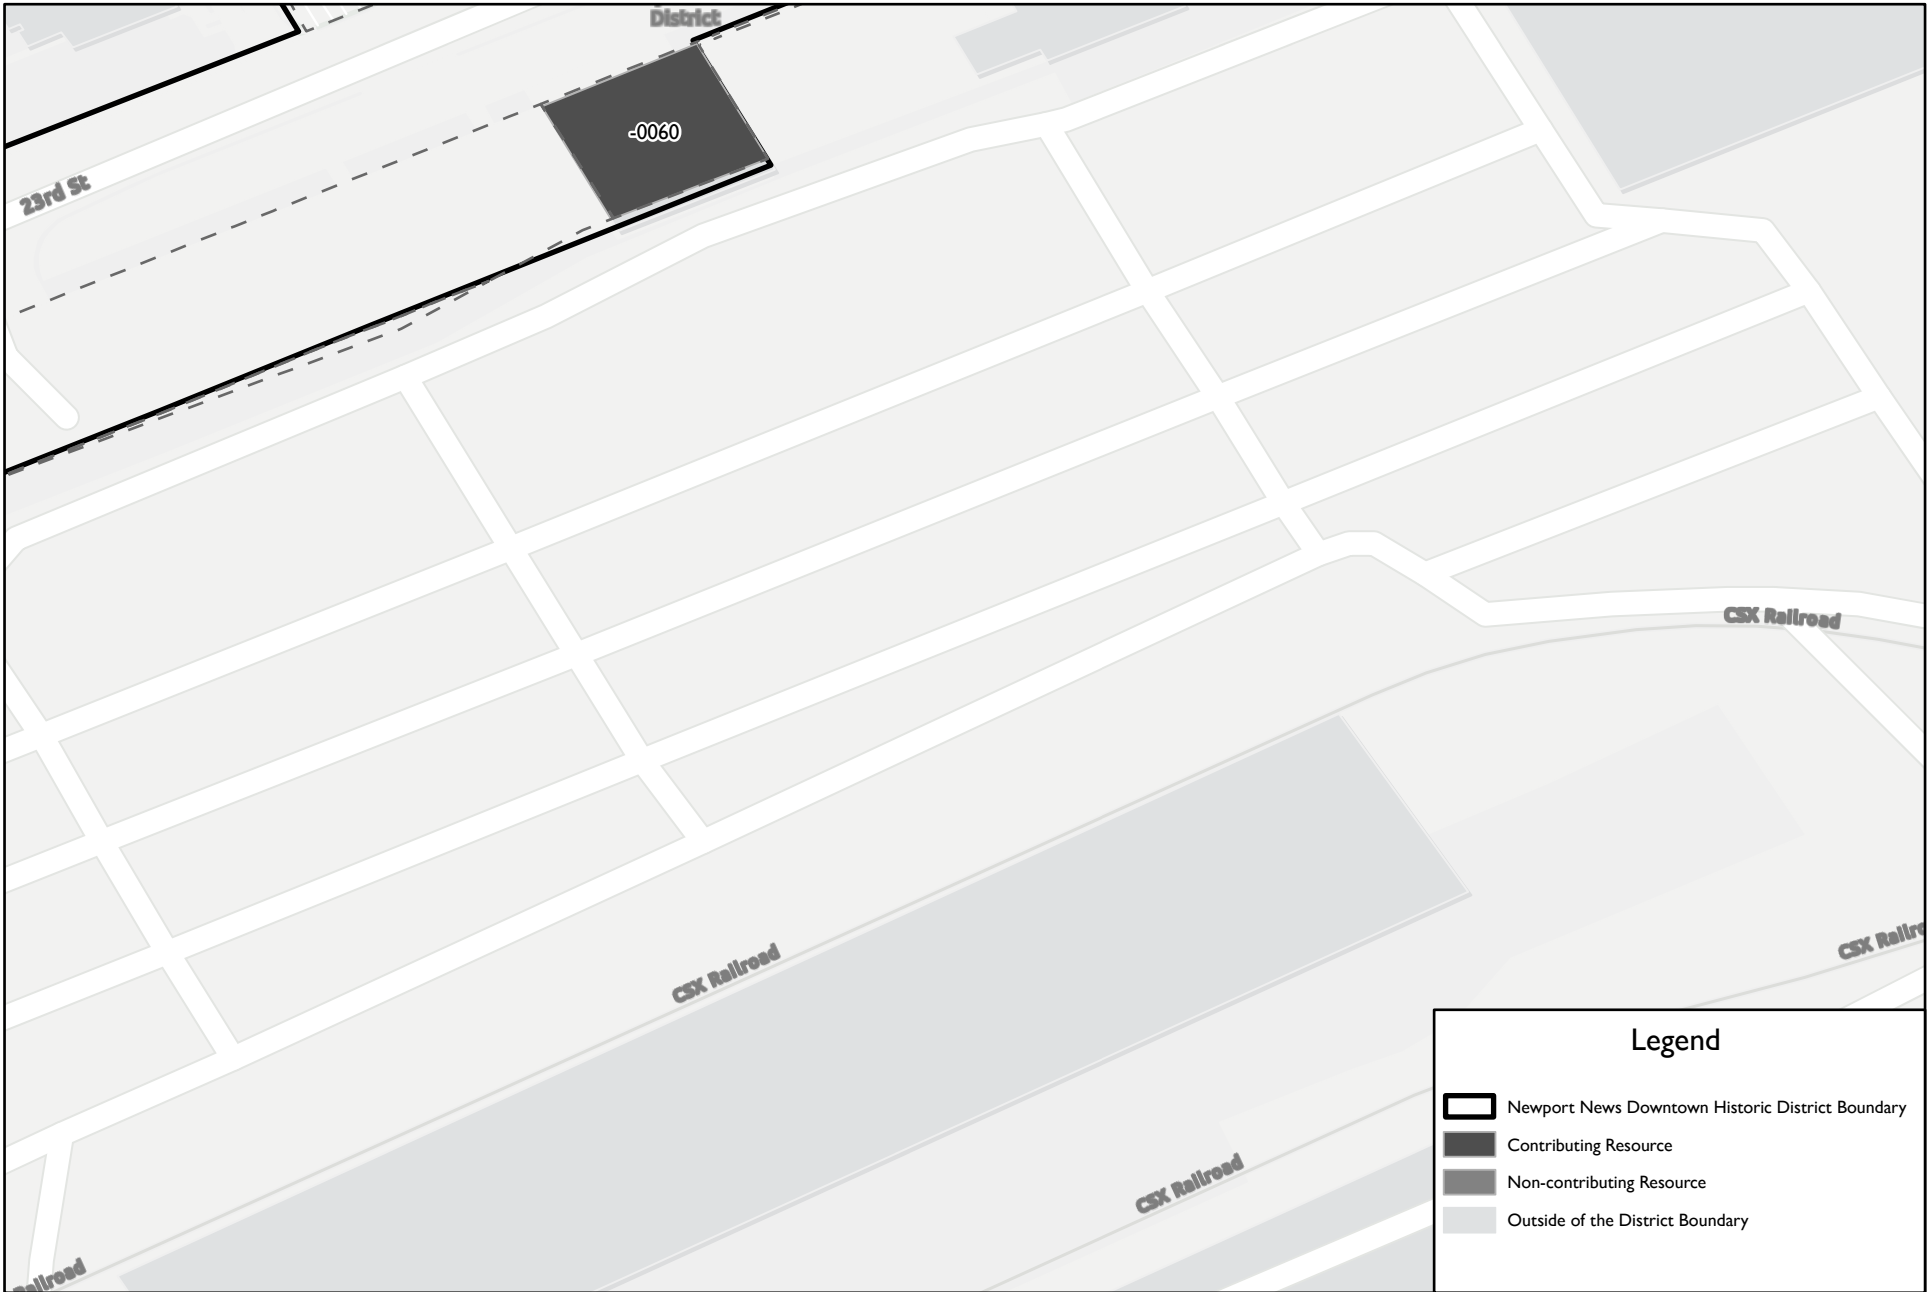 District
-0060
23rd St
CSX Railroad
CSX Railroad
CSX Railroad
Railroad
Legend
Newport News Downtown Historic District Boundary
Contributing Resource
Non-contributing Resource
Outside of the District Boundary